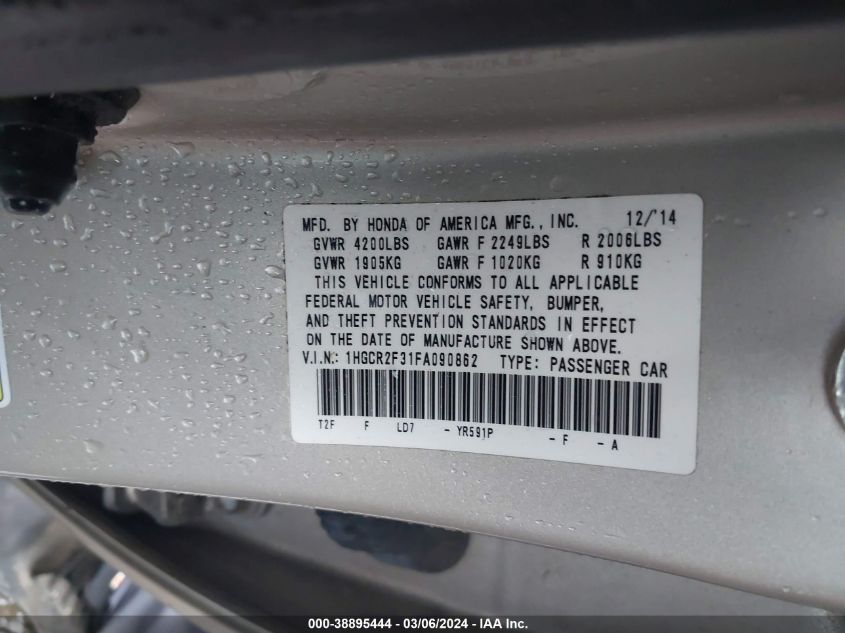 MFD. BY HONDA OF AMERICA MFG., INC. 12/'14
GVWR 4200LBS GAWR F 2249LBS R 2006LBS
GVWR 1905KG GAWR F 1020KG R 910KG
THIS VEHICLE CONFORMS TO ALL APPLICABLE
FEDERAL MOTOR VEHICLE SAFETY, BUMPER,
AND THEFT PREVENTION STANDARDS IN EFFECT
ON THE DATE OF MANUFACTURE SHOWN ABOVE.
V.I.N.: 1HGCR2F31FA090862 TYPE: PASSENGER CAR
T2F F LD7 - YR591P - F - A
000-38895444 - 03/06/2024 - IAA Inc.